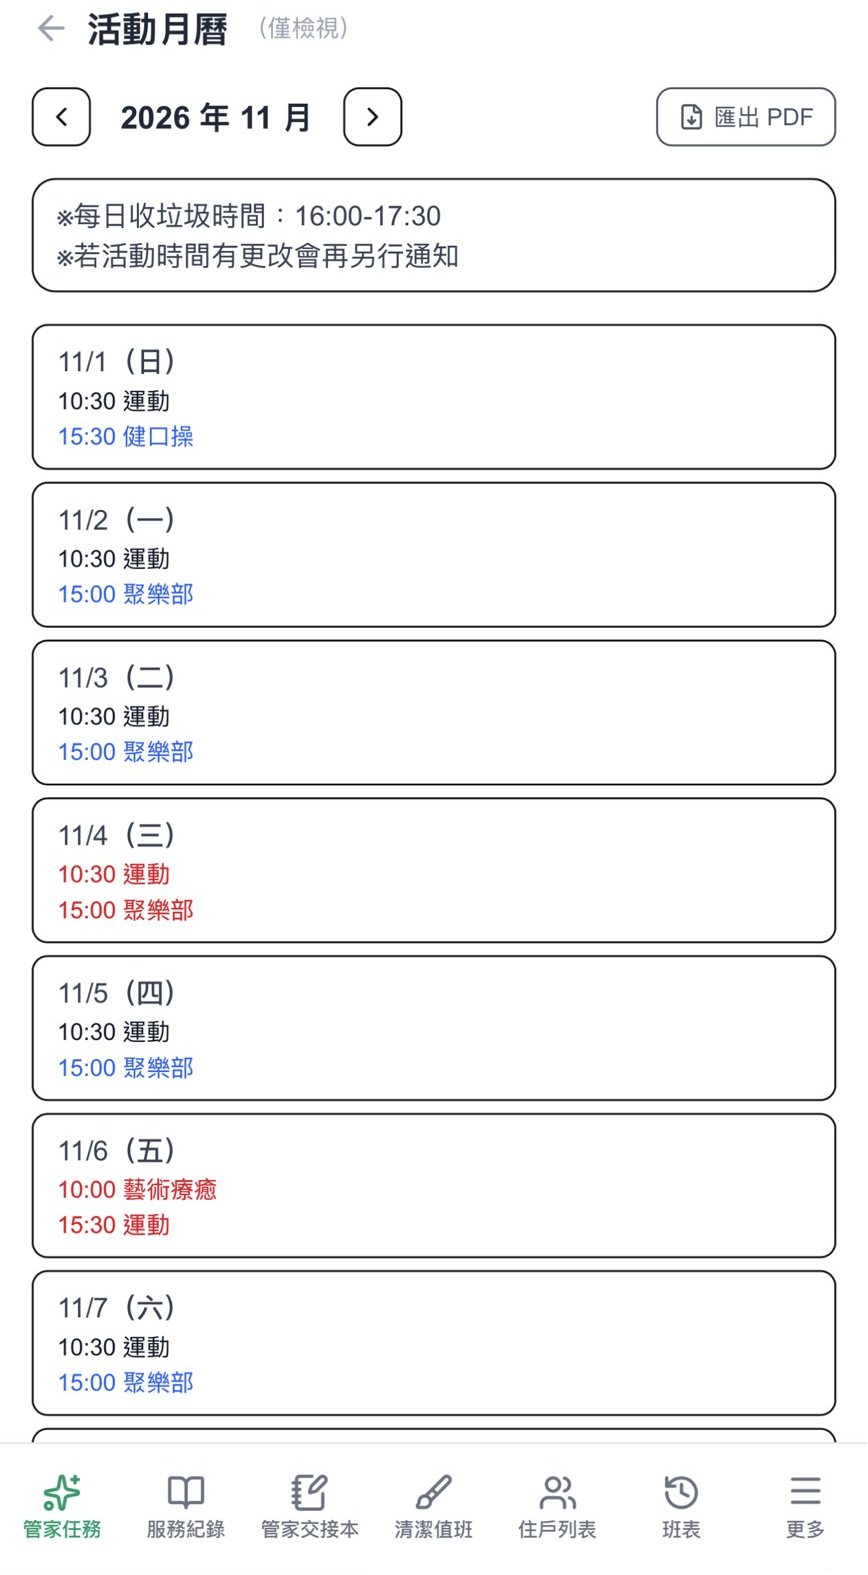 活動月曆 （僅檢視）
2026 年 11 月
匯出 PDF
※每日收垃圾時間：16:00-17:30
※若活動時間有更改會再另行通知
11/1（日）
10:30 運動
15:30 健口操
11/2（一）
10:30 運動
15:00 聚樂部
11/3（二）
10:30 運動
15:00 聚樂部
11/4（三）
10:30 運動
15:00 聚樂部
11/5（四）
10:30 運動
15:00 聚樂部
11/6（五）
10:00 藝術療癒
15:30 運動
11/7（六）
10:30 運動
15:00 聚樂部
管家任務
服務紀錄
管家交接本
清潔值班
住戶列表
班表
更多